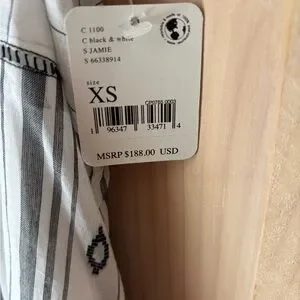 C 1100
C black & white
S JAMIE
S 66338914
size
XS
1 96347 33471 4
MSRP $188.00 USD